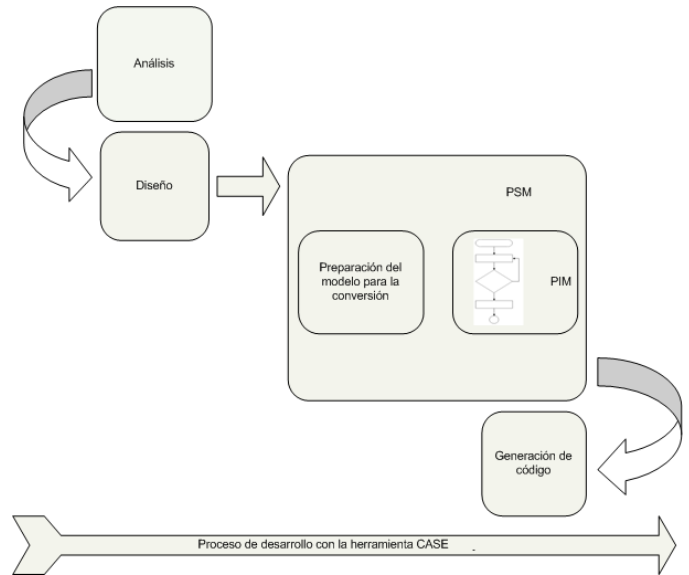 Análisis
Diseño
PSM
Preparación del
modelo para la
conversión
PIM
Generación de
código
Proceso de desarrollo con la herramienta CASE .